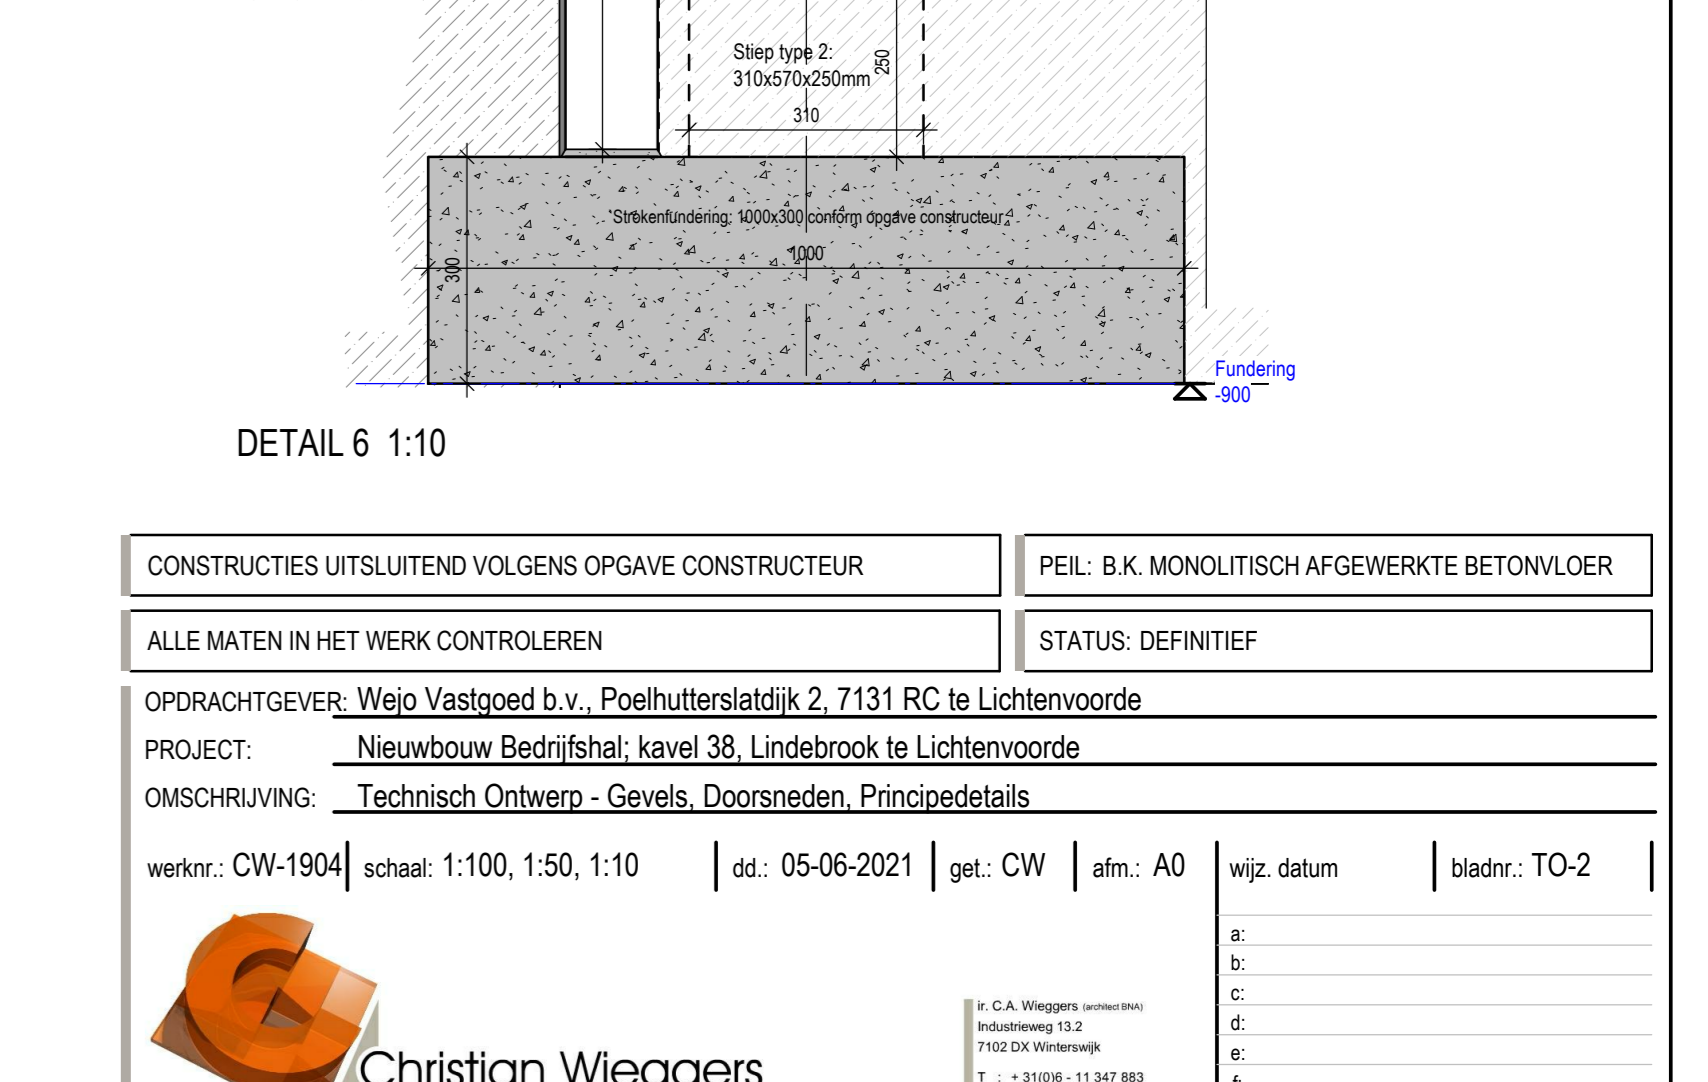 Stiep type 2:
310x570x250mm
250
310
*Strokenfundering: 1000x300 conform opgave constructeur
1000
300
Fundering
-900
DETAIL 6 1:10
CONSTRUCTIES UITSLUITEND VOLGENS OPGAVE CONSTRUCTEUR
PEIL: B.K. MONOLITISCH AFGEWERKTE BETONVLOER
ALLE MATEN IN HET WERK CONTROLEREN
STATUS: DEFINITIEF
OPDRACHTGEVER: Wejo Vastgoed b.v., Poelhutterslatdijk 2, 7131 RC te Lichtenvoorde
PROJECT: Nieuwbouw Bedrijfshal; kavel 38, Lindebrook te Lichtenvoorde
OMSCHRIJVING: Technisch Ontwerp - Gevels, Doorsneden, Principedetails
werknr.: CW-1904 schaal: 1:100, 1:50, 1:10 dd.: 05-06-2021 get.: CW afm.: A0 wijz. datum bladnr.: TO-2
a:
b:
c:
d:
e:
f:
Christian Wieggers
ir. C.A. Wieggers (architect BNA)
Industrieweg 13.2
7102 DX Winterswijk
T : +31(0)6 - 11 347 883